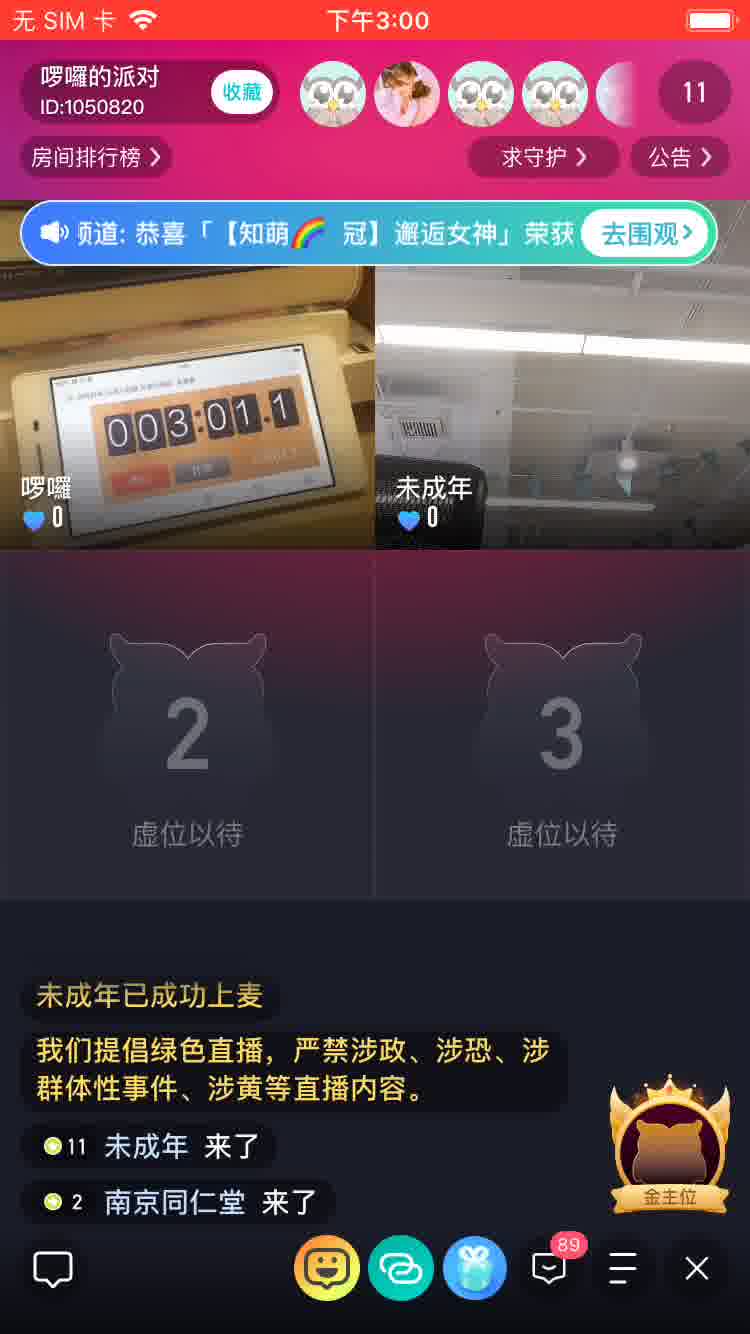 无 SIM 卡
下午3:00
啰囉的派对
ID:1050820
收藏
11
房间排行榜
求守护
公告
频道: 恭喜「【知萌🌈 冠】邂逅女神」荣获
去围观
003:01.1
啰囉
0
未成年
0
2
虚位以待
3
虚位以待
未成年已成功上麦
我们提倡绿色直播，严禁涉政、涉恐、涉
群体性事件、涉黄等直播内容。
11 未成年 来了
2 南京同仁堂 来了
金主位
89